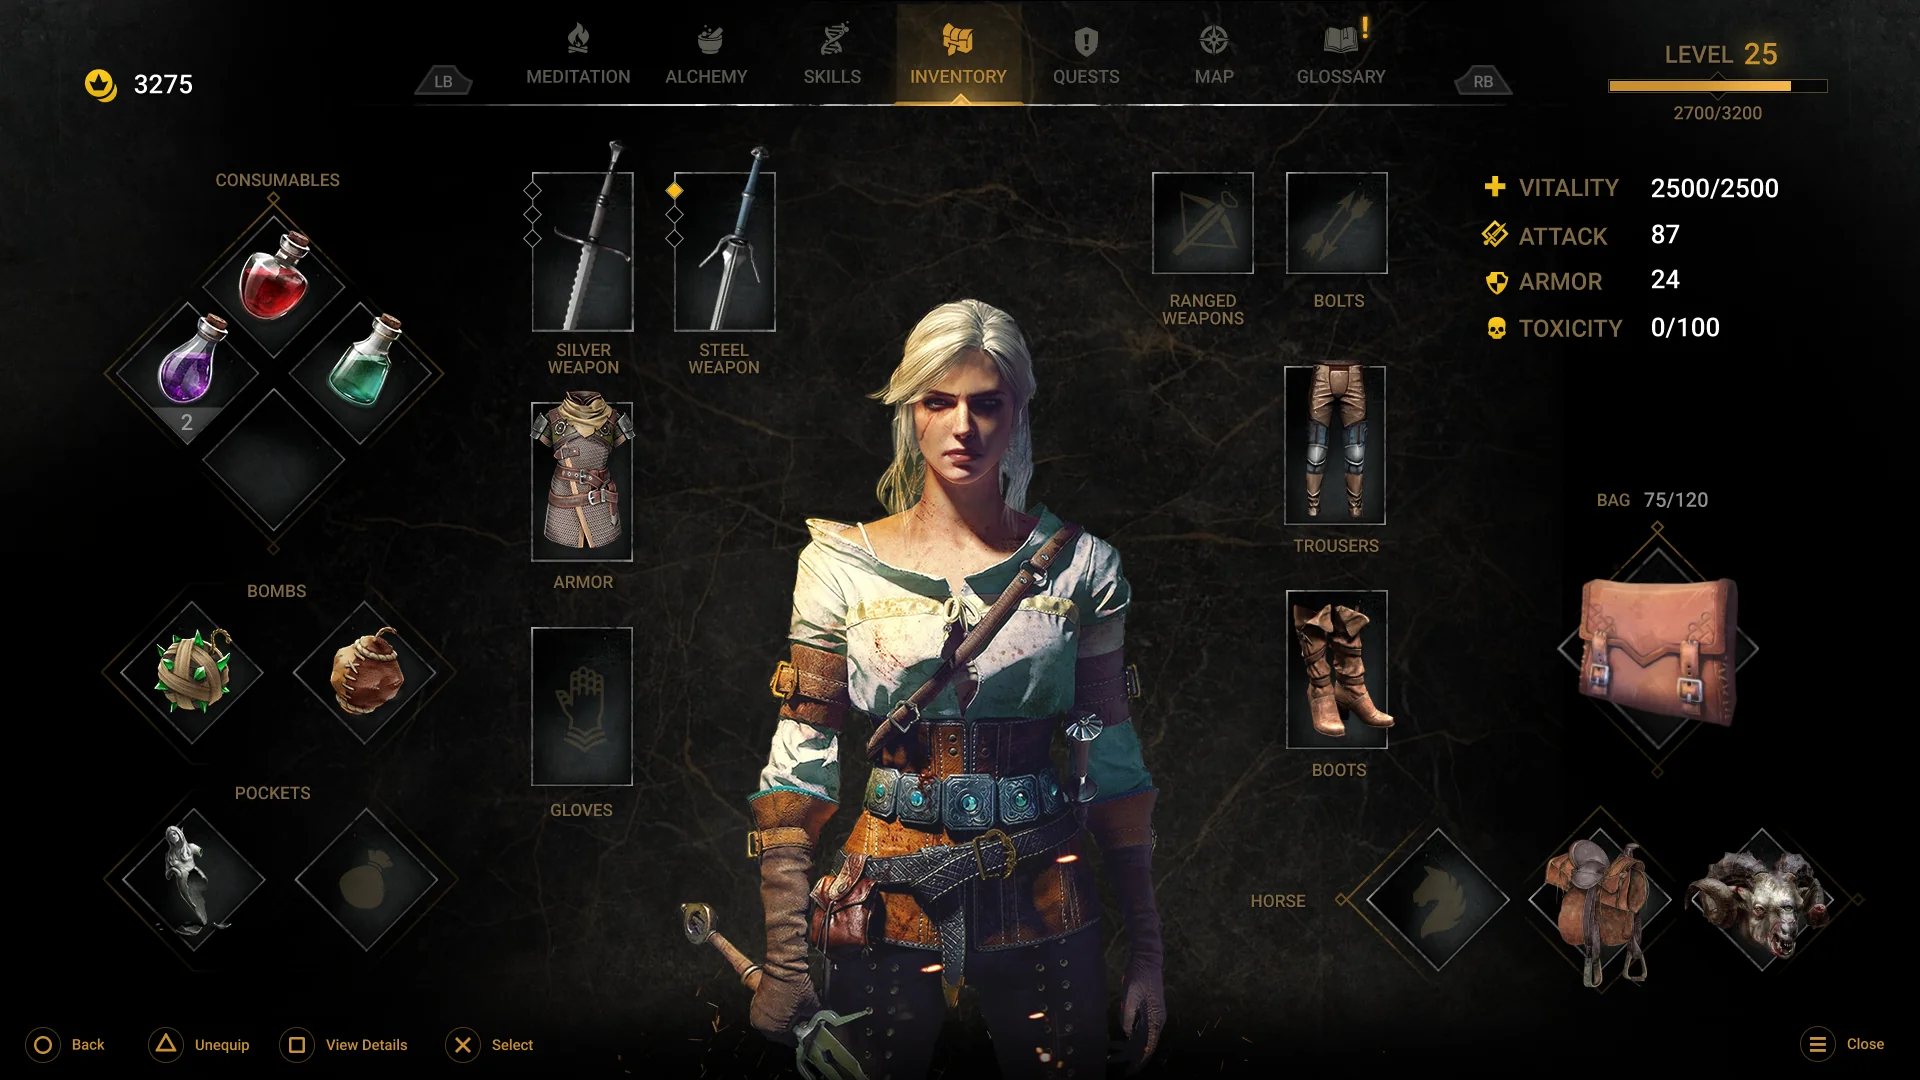 3275
LB
MEDITATION
ALCHEMY
SKILLS
INVENTORY
QUESTS
MAP
GLOSSARY
!
RB
LEVEL 25
2700/3200
CONSUMABLES
2
SILVER
WEAPON
STEEL
WEAPON
RANGED
WEAPONS
BOLTS
VITALITY 2500/2500
ATTACK 87
ARMOR 24
TOXICITY 0/100
ARMOR
TROUSERS
BAG 75/120
BOMBS
GLOVES
BOOTS
POCKETS
HORSE
Back
Unequip
View Details
Select
Close